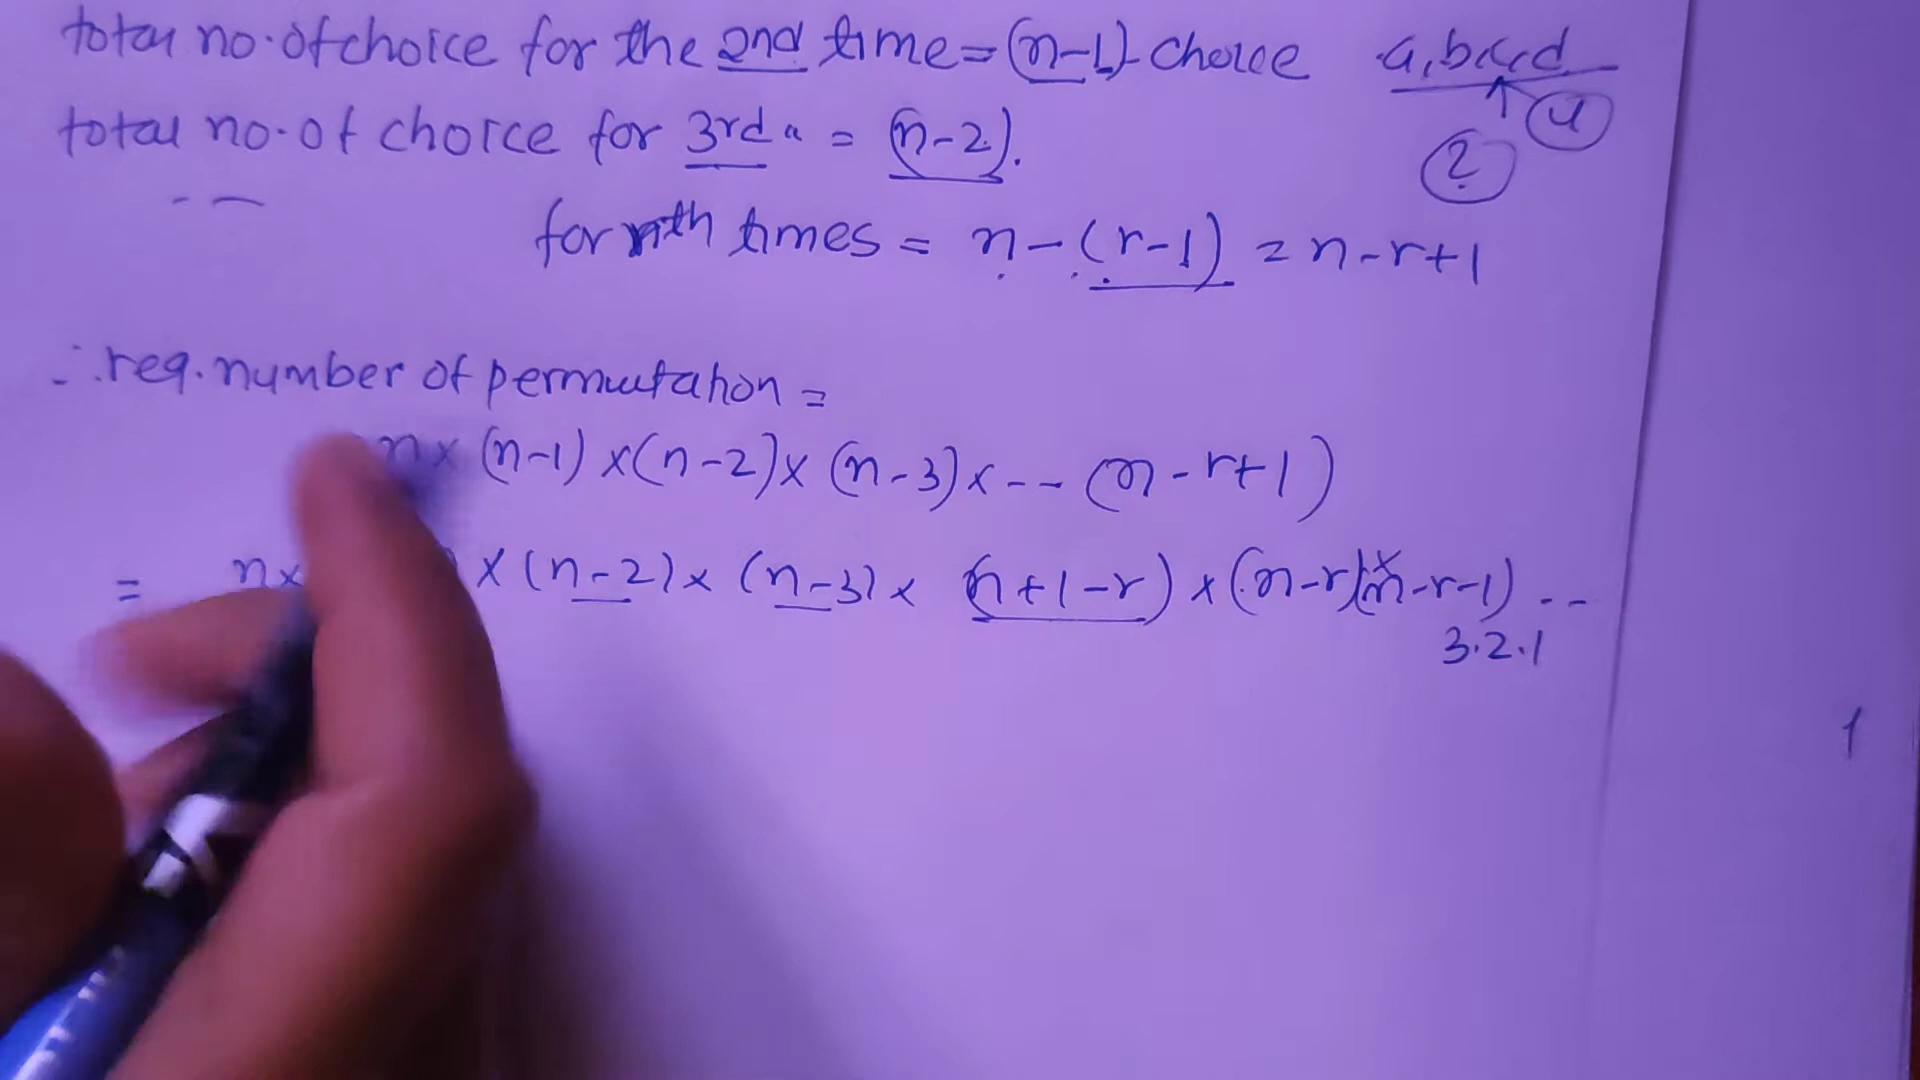 total no. of choice for the 2nd time = (n-1) choice a, b, c, d
total no. of choice for 3rd " = (n-2). 4
2
for rth times = n - (r-1) = n-r+1
∴ req. number of permutation =
n x (n-1) x (n-2) x (n-3) x -- (n-r+1)
= n x x (n-2) x (n-3) x (n+1-r) x (n-r) x (n-r-1) --
3.2.1
1